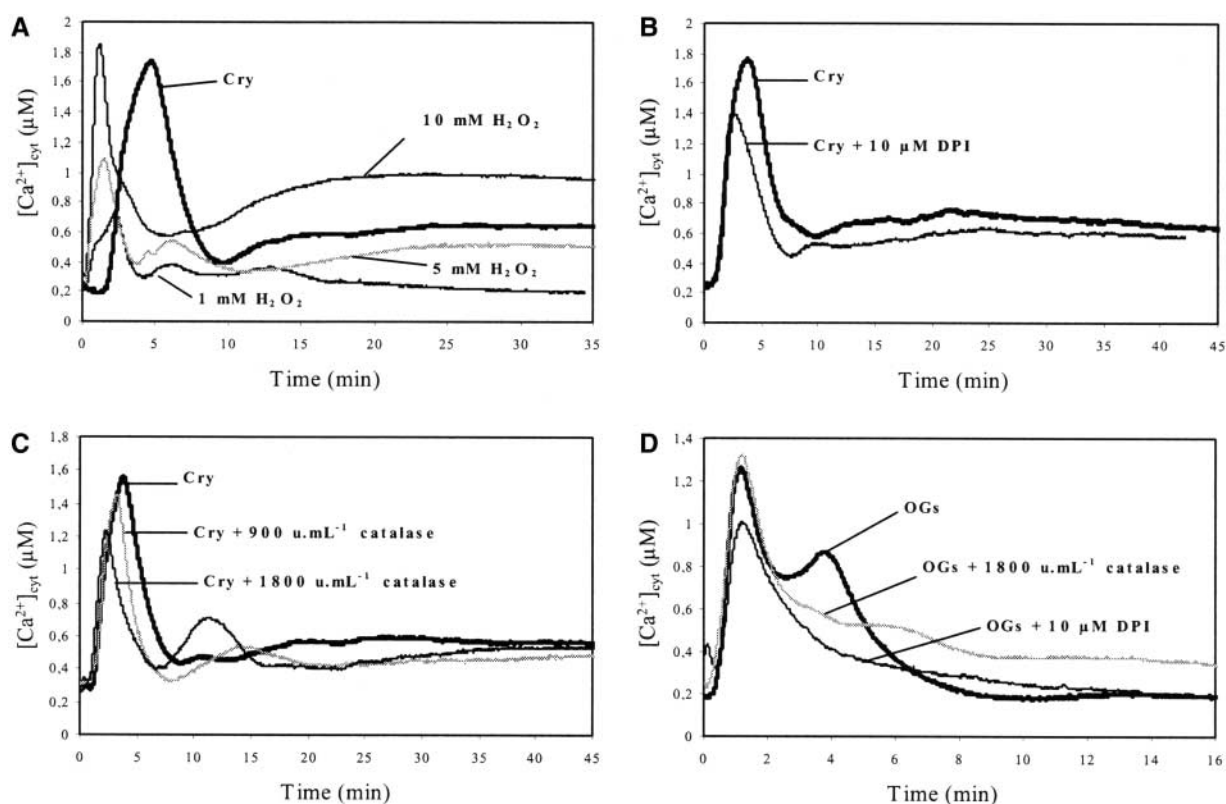 A
[Ca²⁺]cyt (µM)
2
1,8
1,6
1,4
1,2
1
0,8
0,6
0,4
0,2
0
Cry
10 mM H₂O₂
5 mM H₂O₂
1 mM H₂O₂
0 5 10 15 20 25 30 35
Time (min)
B
[Ca²⁺]cyt (µM)
2
1,8
1,6
1,4
1,2
1
0,8
0,6
0,4
0,2
0
Cry
Cry + 10 µM DPI
0 5 10 15 20 25 30 35 40 45
Time (min)
C
[Ca²⁺]cyt (µM)
1,8
1,6
1,4
1,2
1
0,8
0,6
0,4
0,2
0
Cry
Cry + 900 u.mL⁻¹ catalase
Cry + 1800 u.mL⁻¹ catalase
0 5 10 15 20 25 30 35 40 45
Time (min)
D
[Ca²⁺]cyt (µM)
1,4
1,2
1
0,8
0,6
0,4
0,2
0
OGs
OGs + 1800 u.mL⁻¹ catalase
OGs + 10 µM DPI
0 2 4 6 8 10 12 14 16
Time (min)